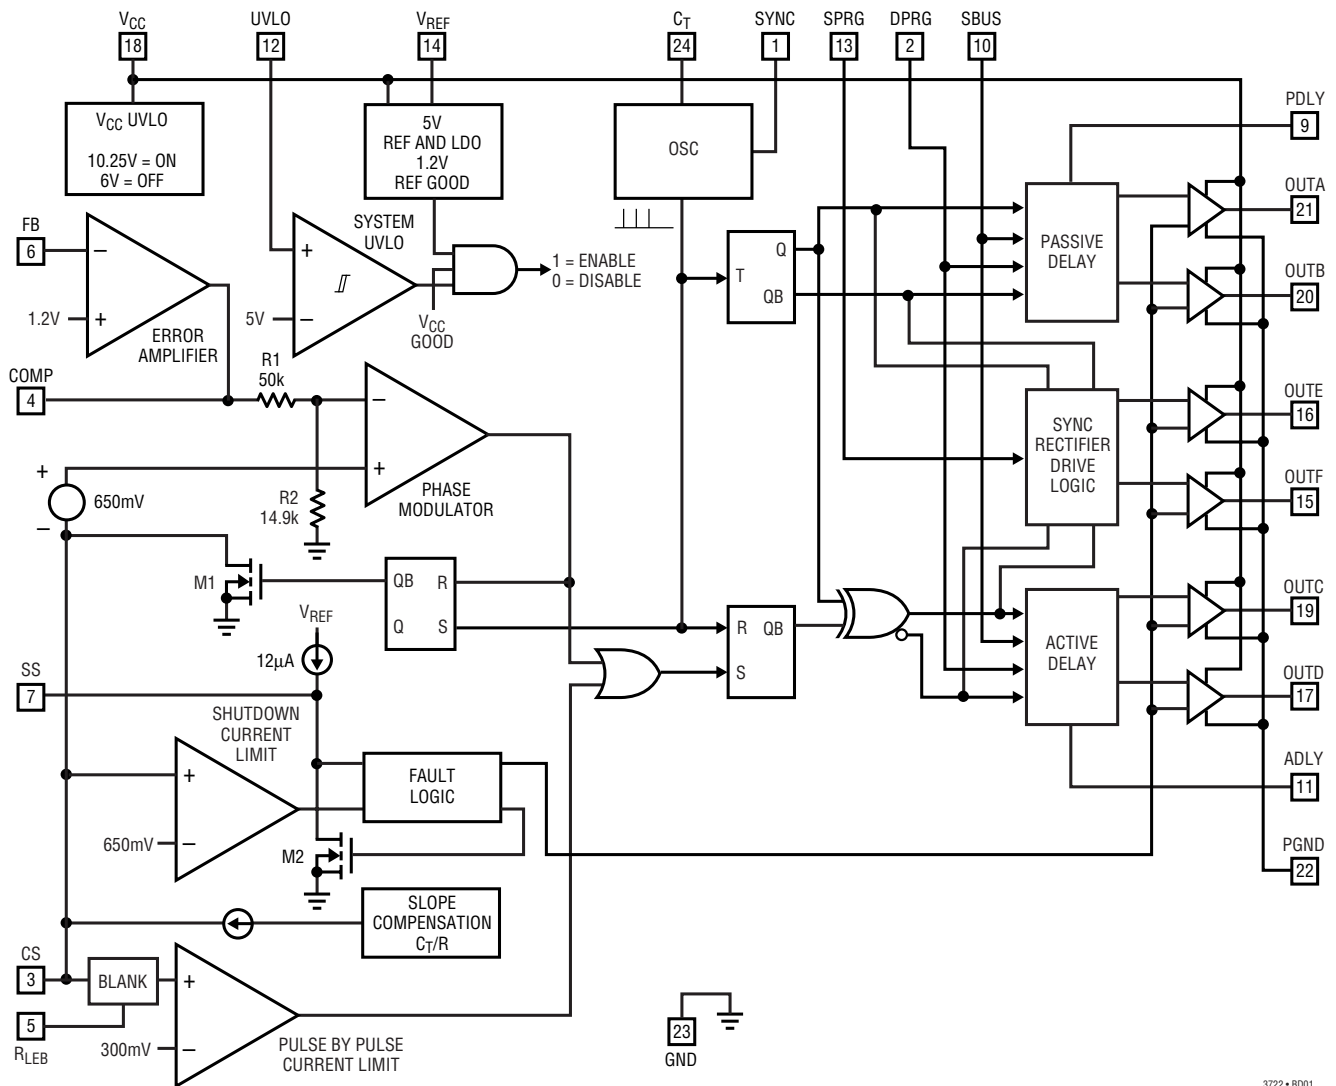 VCC UVLO VREF CT SYNC SPRG DPRG SBUS
18 12 14 24 1 13 2 10
VCC UVLO
10.25V = ON
6V = OFF
5V
REF AND LDO
1.2V
REF GOOD
OSC
PDLY
9
FB
6
−
+
1.2V
ERROR
AMPLIFIER
SYSTEM
UVLO
+
−
5V
VCC
GOOD
1 = ENABLE
0 = DISABLE
T
Q
QB
PASSIVE
DELAY
OUTA
21
OUTB
20
COMP
4
R1
50k
−
+
PHASE
MODULATOR
R2
14.9k
+
650mV
−
SYNC
RECTIFIER
DRIVE
LOGIC
OUTE
16
OUTF
15
M1
QB R
Q S
R QB
S
ACTIVE
DELAY
OUTC
19
OUTD
17
VREF
12µA
SS
7
SHUTDOWN
CURRENT
LIMIT
+
−
650mV
FAULT
LOGIC
M2
ADLY
11
PGND
22
SLOPE
COMPENSATION
CT/R
CS
3
BLANK
5
RLEB
+
−
300mV
PULSE BY PULSE
CURRENT LIMIT
23
GND
3722 • BD01